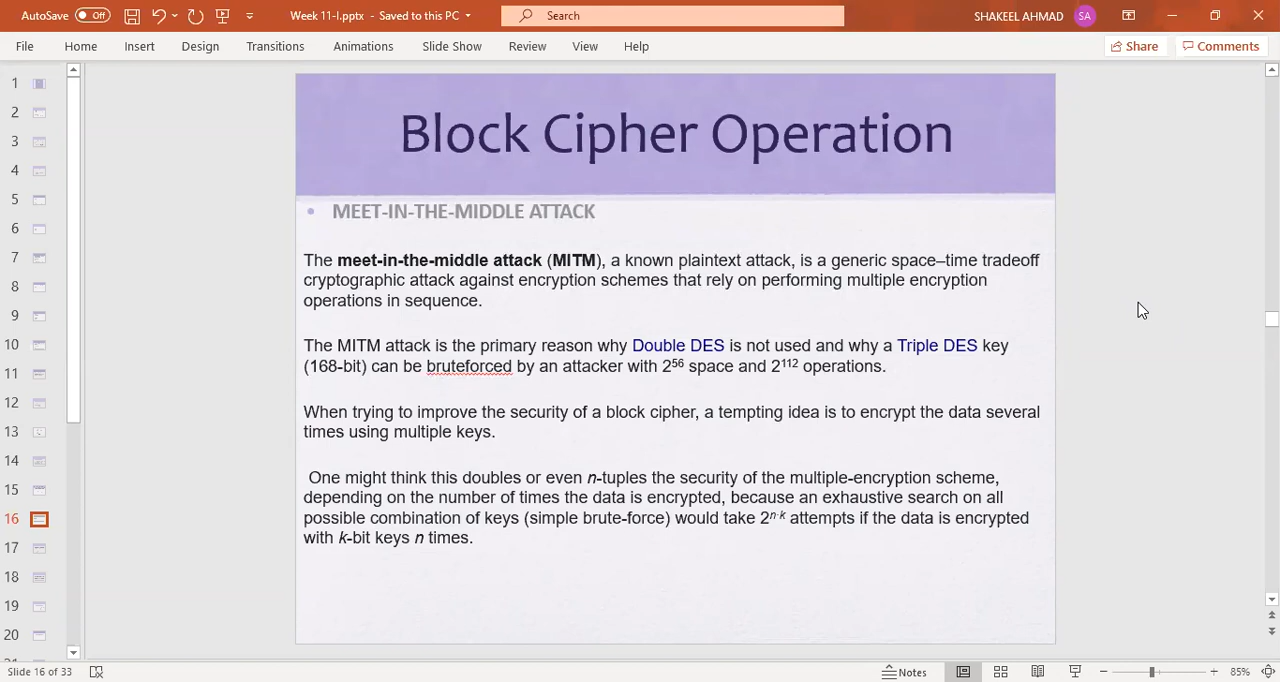 AutoSave Off Week 11-I.pptx - Saved to this PC Search SHAKEEL AHMAD SA
File Home Insert Design Transitions Animations Slide Show Review View Help Share Comments
1
2
3
4
5
6
7
8
9
10
11
12
13
14
15
16
17
18
19
20
Block Cipher Operation
• MEET-IN-THE-MIDDLE ATTACK
The meet-in-the-middle attack (MITM), a known plaintext attack, is a generic space–time tradeoff
cryptographic attack against encryption schemes that rely on performing multiple encryption
operations in sequence.
The MITM attack is the primary reason why Double DES is not used and why a Triple DES key
(168-bit) can be bruteforced by an attacker with 2⁵⁶ space and 2¹¹² operations.
When trying to improve the security of a block cipher, a tempting idea is to encrypt the data several
times using multiple keys.
One might think this doubles or even n-tuples the security of the multiple-encryption scheme,
depending on the number of times the data is encrypted, because an exhaustive search on all
possible combination of keys (simple brute-force) would take 2ⁿ·ᵏ attempts if the data is encrypted
with k-bit keys n times.
Slide 16 of 33 Notes 85%